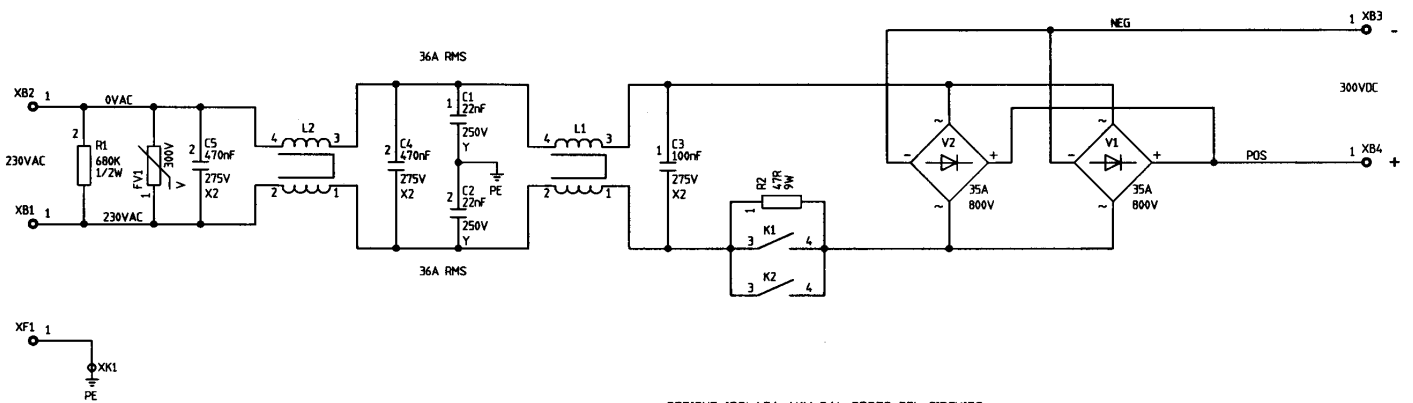 NEG
1 XB3
-
36A RMS
XB2 1
0VAC
300VDC
C1
1 22nF
250V
Y
L2
4 3
L1
4 3
2
R1
680K
1/2W
300V
FV1
1
V
C5
2 470nF
275V
X2
C4
2 470nF
275V
X2
PE
C3
1 100nF
275V
X2
230VAC
2 1
2 1
C2
2 22nF
250V
Y
R2
47R
9W
1
~
V2
- +
35A
800V
~
~
V1
- +
35A
800V
~
POS
1 XB4
+
XB1 1
230VAC
K1
3 4
36A RMS
K2
3 4
XF1 1
XK1
PE